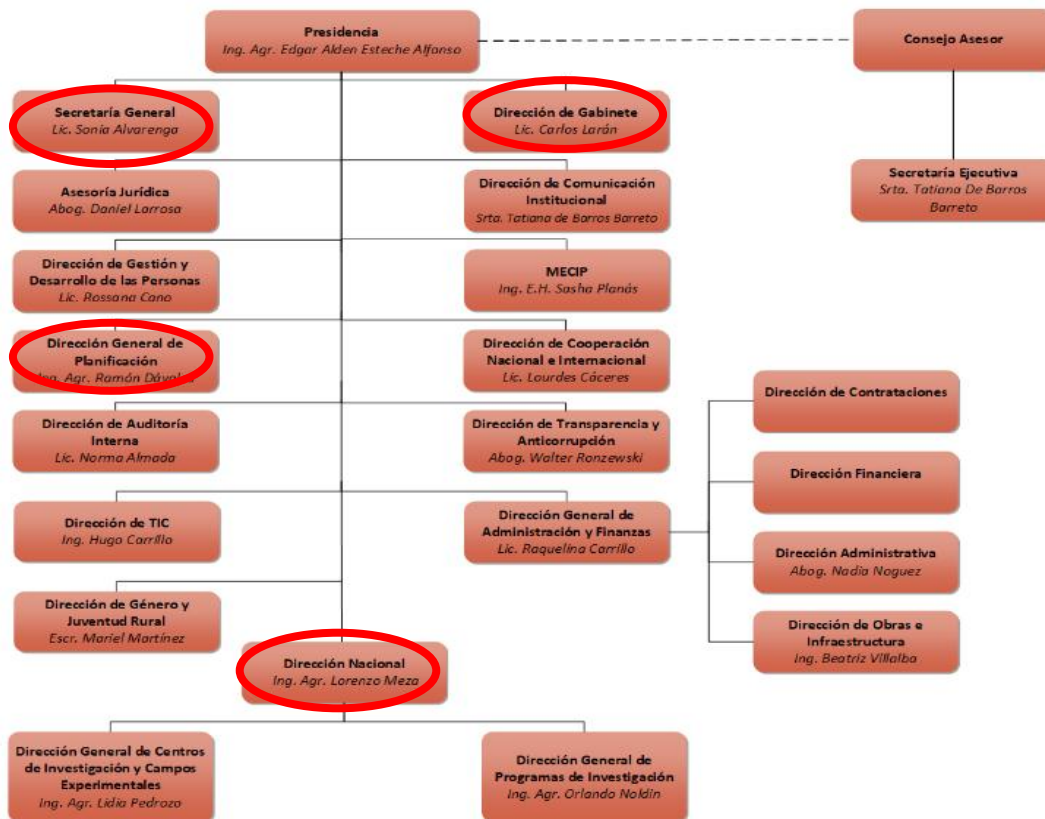 Presidencia
Ing. Agr. Edgar Alden Esteche Alfonso
Consejo Asesor
Secretaría General
Lic. Sonia Alvarenga
Dirección de Gabinete
Lic. Carlos Larán
Asesoría Jurídica
Abog. Daniel Larrosa
Dirección de Comunicación
Institucional
Srta. Tatiana de Barros Barreto
Secretaría Ejecutiva
Srta. Tatiana De Barros
Barreto
Dirección de Gestión y
Desarrollo de las Personas
Lic. Rossana Cano
MECIP
Ing. E.H. Sasha Planás
Dirección General de
Planificación
Ing. Agr. Ramón Dávalos
Dirección de Cooperación
Nacional e Internacional
Lic. Lourdes Cáceres
Dirección de Contrataciones
Dirección de Auditoría
Interna
Lic. Norma Almada
Dirección de Transparencia y
Anticorrupción
Abog. Walter Ronzewski
Dirección Financiera
Dirección de TIC
Ing. Hugo Carrillo
Dirección General de
Administración y Finanzas
Lic. Raquelina Carrillo
Dirección Administrativa
Abog. Nadia Noguez
Dirección de Género y
Juventud Rural
Escr. Mariel Martínez
Dirección de Obras e
Infraestructura
Ing. Beatriz Villalba
Dirección Nacional
Ing. Agr. Lorenzo Meza
Dirección General de Centros
de Investigación y Campos
Experimentales
Ing. Agr. Lidia Pedrozo
Dirección General de
Programas de Investigación
Ing. Agr. Orlando Noldin